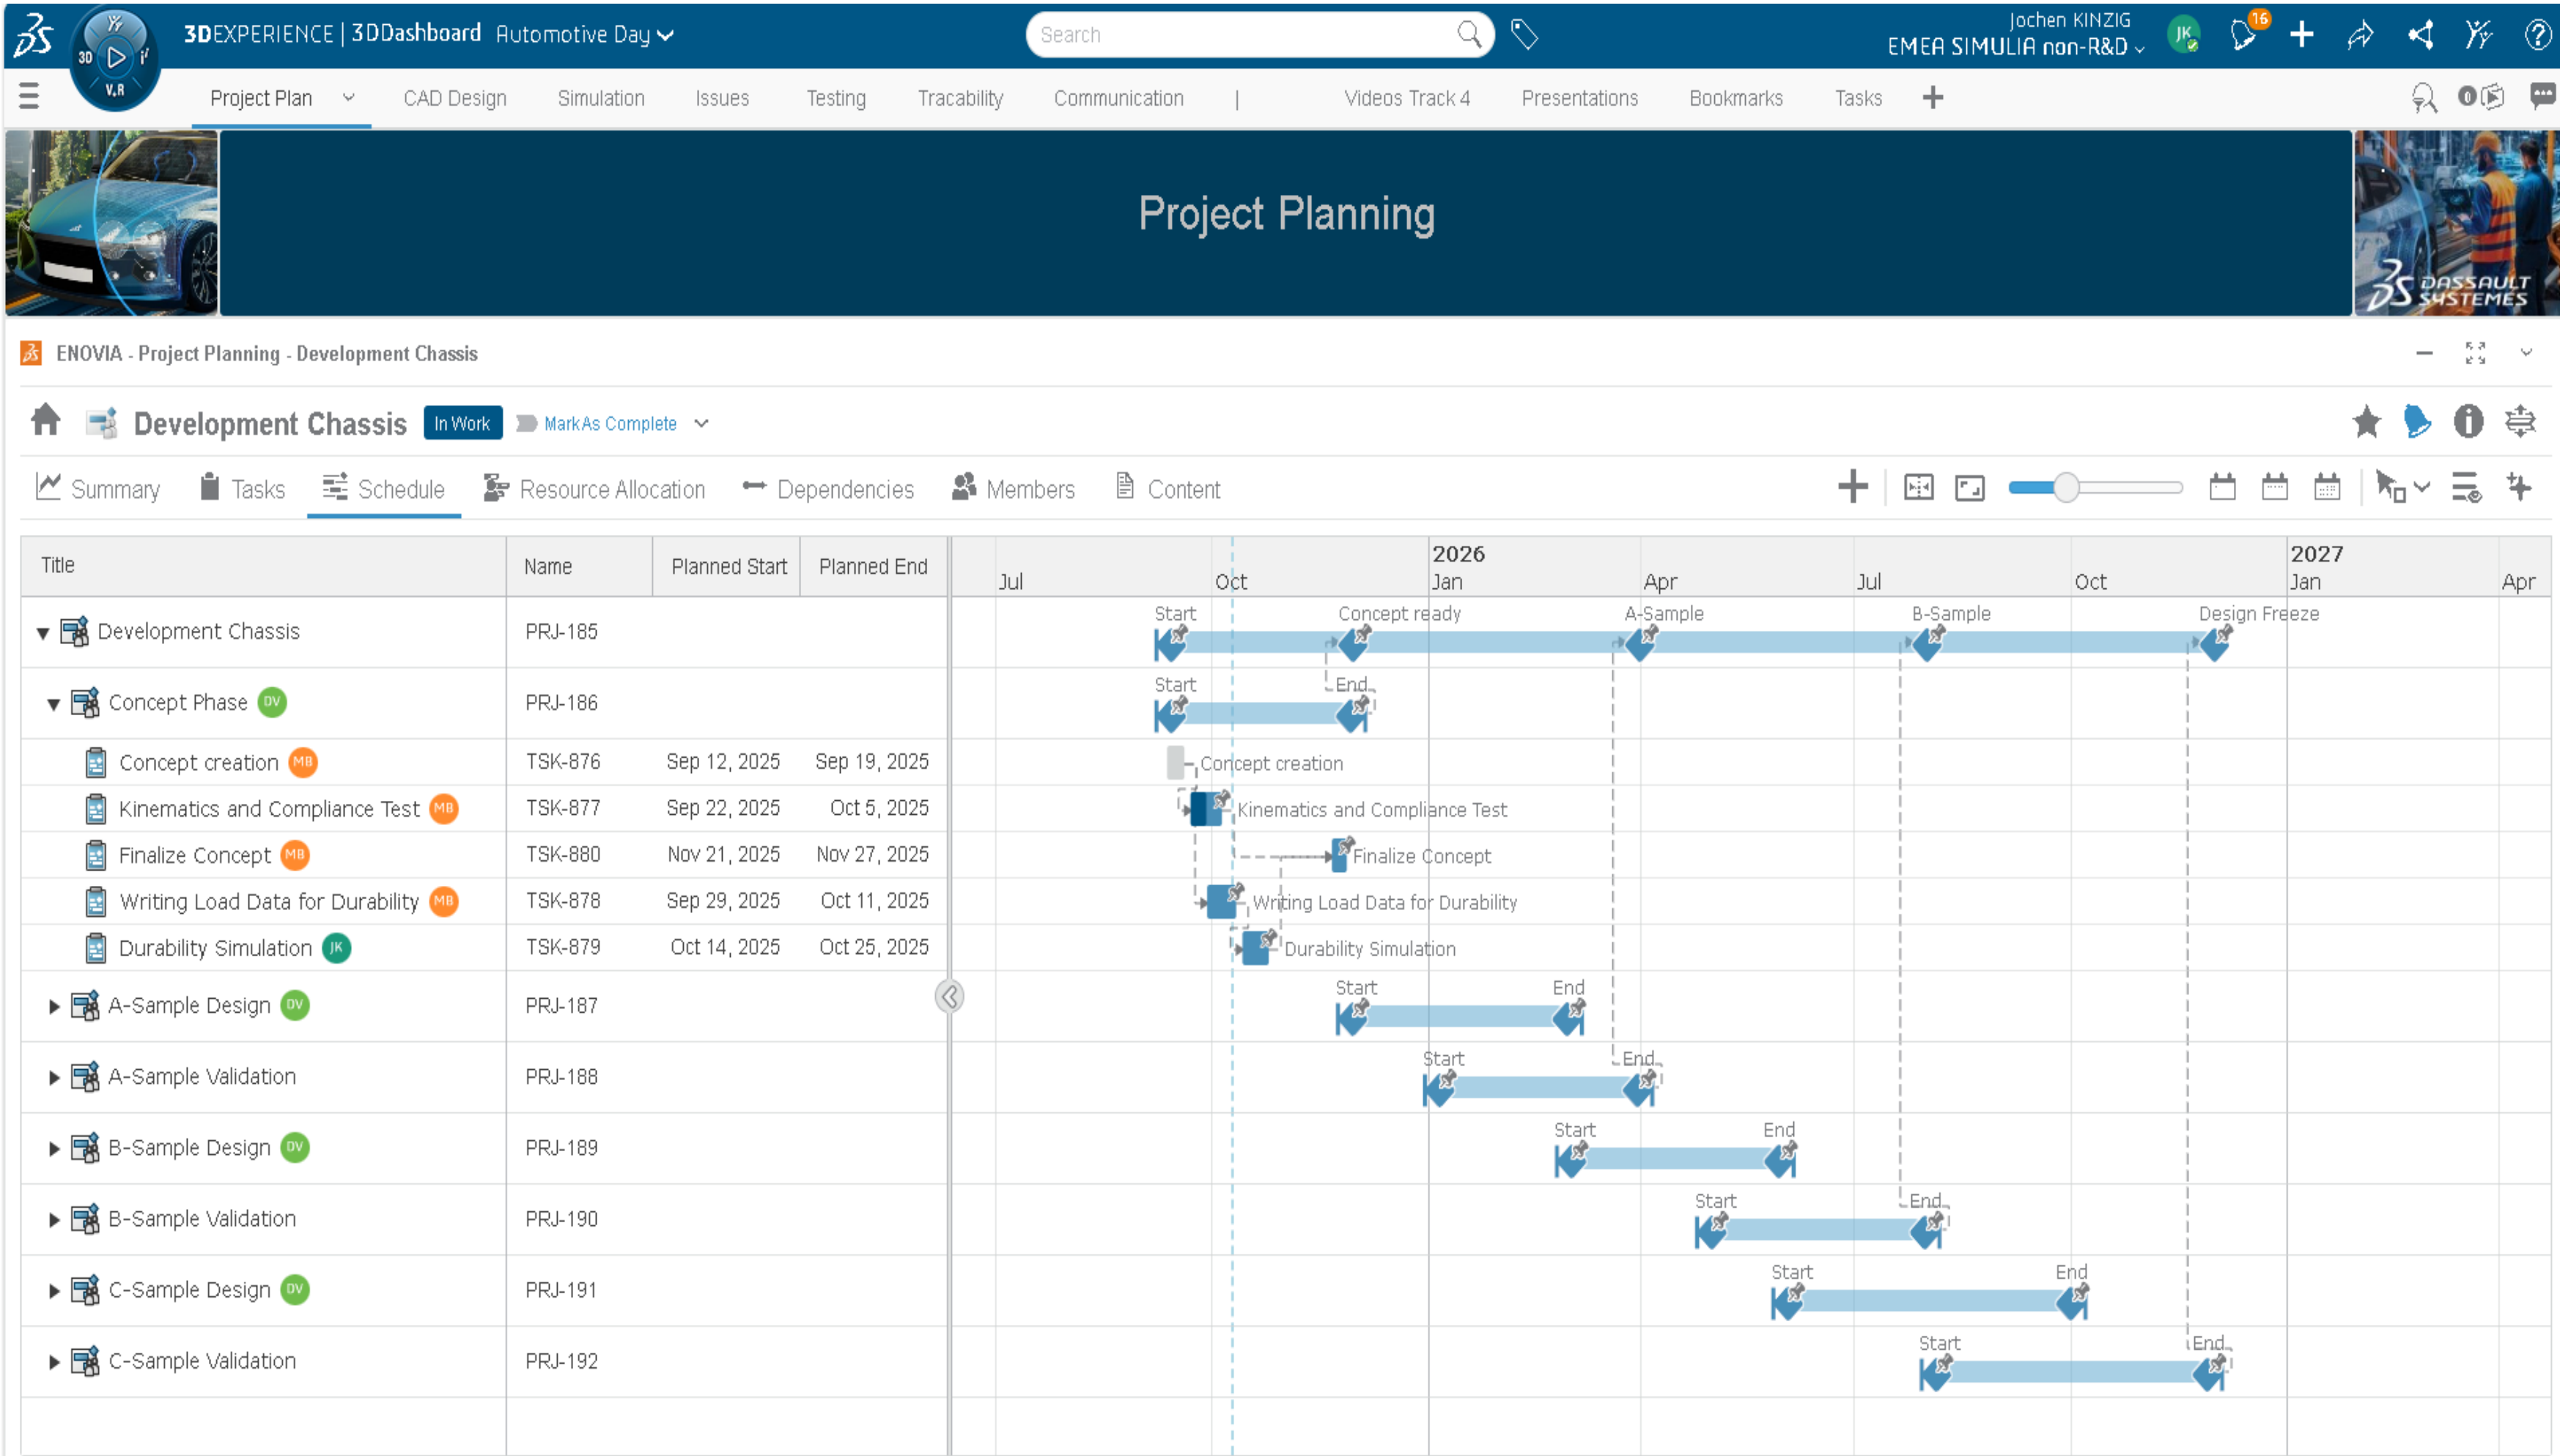 3DEXPERIENCE | 3DDashboard Automotive Day
Search
Jochen KINZIG
EMEA SIMULIA non-R&D
JK
16
3D
V.R
Project Plan
CAD Design
Simulation
Issues
Testing
Tracability
Communication
|
Videos Track 4
Presentations
Bookmarks
Tasks
0
Project Planning
DASSAULT
SYSTEMES
ENOVIA - Project Planning - Development Chassis
Development Chassis
In Work
Mark As Complete
Summary
Tasks
Schedule
Resource Allocation
Dependencies
Members
Content
Title
Name
Planned Start
Planned End
2026
2027
Jul
Oct
Jan
Apr
Jul
Oct
Jan
Apr
Development Chassis
PRJ-185
Start
Concept ready
A-Sample
B-Sample
Design Freeze
Concept Phase DV
PRJ-186
Start
End
Concept creation MB
TSK-876
Sep 12, 2025
Sep 19, 2025
Concept creation
Kinematics and Compliance Test MB
TSK-877
Sep 22, 2025
Oct 5, 2025
Kinematics and Compliance Test
Finalize Concept MB
TSK-880
Nov 21, 2025
Nov 27, 2025
Finalize Concept
Writing Load Data for Durability MB
TSK-878
Sep 29, 2025
Oct 11, 2025
Writing Load Data for Durability
Durability Simulation JK
TSK-879
Oct 14, 2025
Oct 25, 2025
Durability Simulation
A-Sample Design DV
PRJ-187
Start
End
A-Sample Validation
PRJ-188
Start
End
B-Sample Design DV
PRJ-189
Start
End
B-Sample Validation
PRJ-190
Start
End
C-Sample Design DV
PRJ-191
Start
End
C-Sample Validation
PRJ-192
Start
End